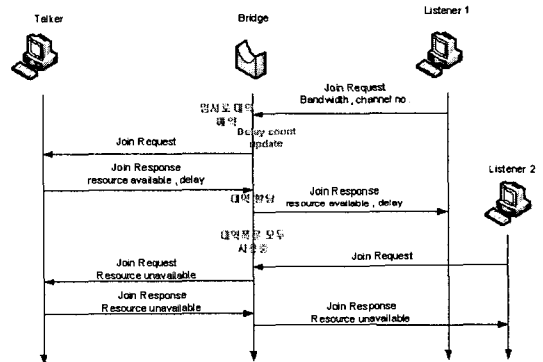 Talker
Bridge
Listener 1
Join Request
Bandwidth, channel no.
임시로 대역
예약
Delay count
update
Join Request
Join Response
resource available, delay
Listener 2
대역 할당
Join Response
resource available, delay
대역폭은 모두
사용중
Join Request
Join Request
Resource unavailable
Join Response
Resource unavailable
Join Response
Resource unavailable